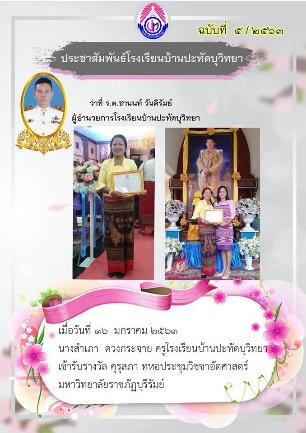 ฉบับที่ ๕ / ๒๕๖๓
ประชาสัมพันธ์โรงเรียนบ้านปะทัดบุวิทยา
ว่าที่ ร.ต.ชานนท์ วันดีรัมย์
ผู้อำนวยการโรงเรียนบ้านปะทัดบุวิทยา
เมื่อวันที่ ๑๖ มกราคม ๒๕๖๓
นางสำเภา ดวงกระจาย ครูโรงเรียนบ้านปะทัดบุวิทยา
เข้ารับรางวัล คุรุสภา ณหอประชุมวิชชาอัตศาสตร์
มหาวิทยาลัยราชภัฏบุรีรัมย์